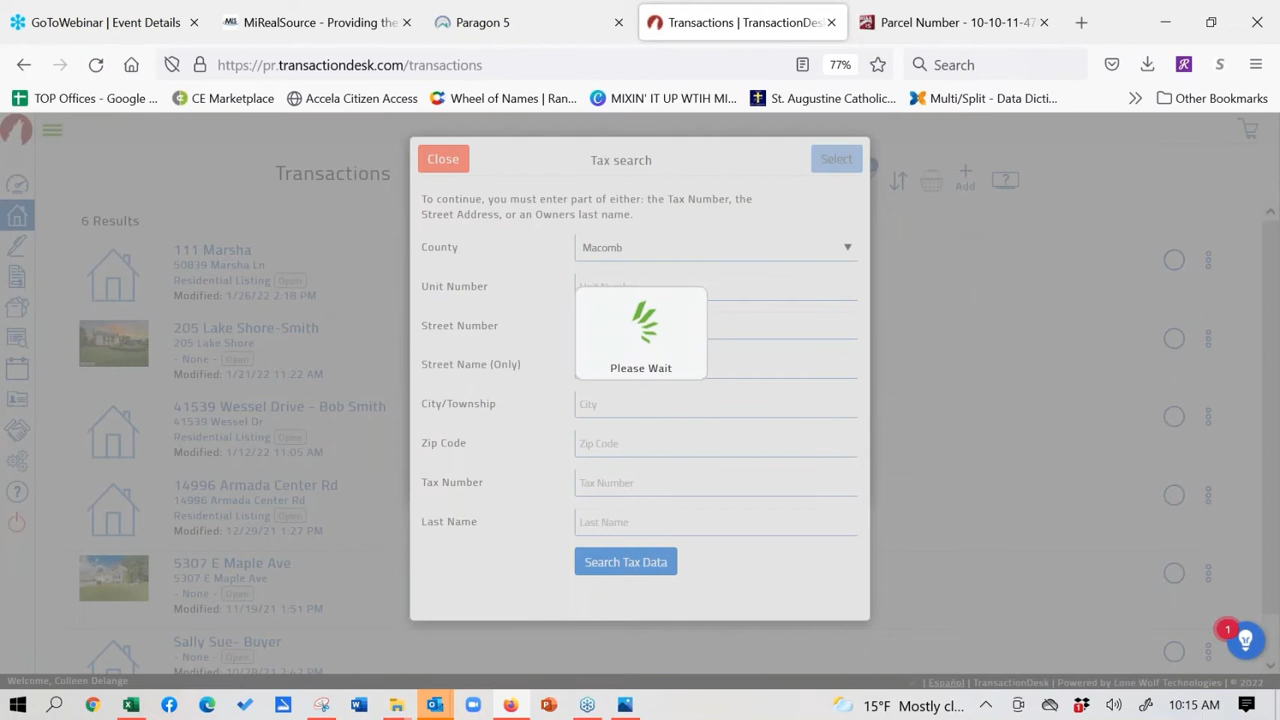 GoToWebinar | Event Details
MiRealSource - Providing the
Paragon 5
Transactions | TransactionDesk
Parcel Number - 10-10-11-47
https://pr.transactiondesk.com/transactions
77%
Search
TOP Offices - Google ...
CE Marketplace
Accela Citizen Access
Wheel of Names | Ran...
MIXIN' IT UP WTIH MI...
St. Augustine Catholic...
Multi/Split - Data Dicti...
Other Bookmarks
Transactions
Add
6 Results
111 Marsha
50839 Marsha Ln
Residential Listing Open
Modified: 1/26/22 2:18 PM
205 Lake Shore-Smith
205 Lake Shore
- None - Open
Modified: 1/21/22 11:22 AM
41539 Wessel Drive - Bob Smith
41539 Wessel Dr
Residential Listing Open
Modified: 1/12/22 11:05 AM
14996 Armada Center Rd
14996 Armada Center Rd
Residential Listing Open
Modified: 12/29/21 1:27 PM
5307 E Maple Ave
5307 E Maple Ave
- None - Open
Modified: 11/19/21 1:51 PM
Sally Sue- Buyer
- None - Open
Close
Tax search
Select
To continue, you must enter part of either: the Tax Number, the
Street Address, or an Owners last name.
County
Macomb
Unit Number
Unit Number
Street Number
Street Name (Only)
Please Wait
City/Township
City
Zip Code
Zip Code
Tax Number
Tax Number
Last Name
Last Name
Search Tax Data
1
Welcome, Colleen Delange
| Español | TransactionDesk | Powered by Lone Wolf Technologies | © 2022
15°F Mostly cl...
10:15 AM